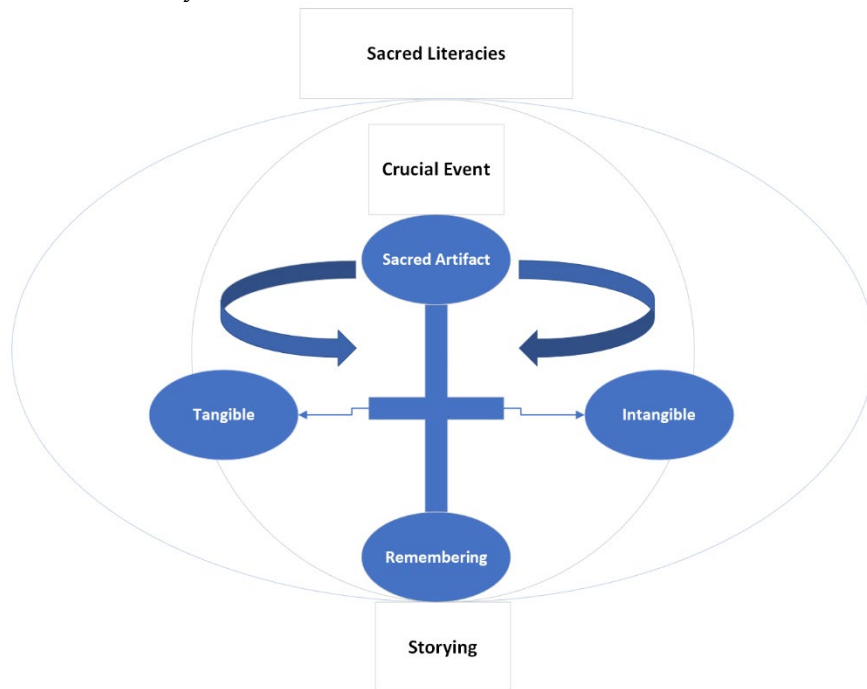 Sacred Literacies
Crucial Event
Sacred Artifact
Tangible
Intangible
Remembering
Storying